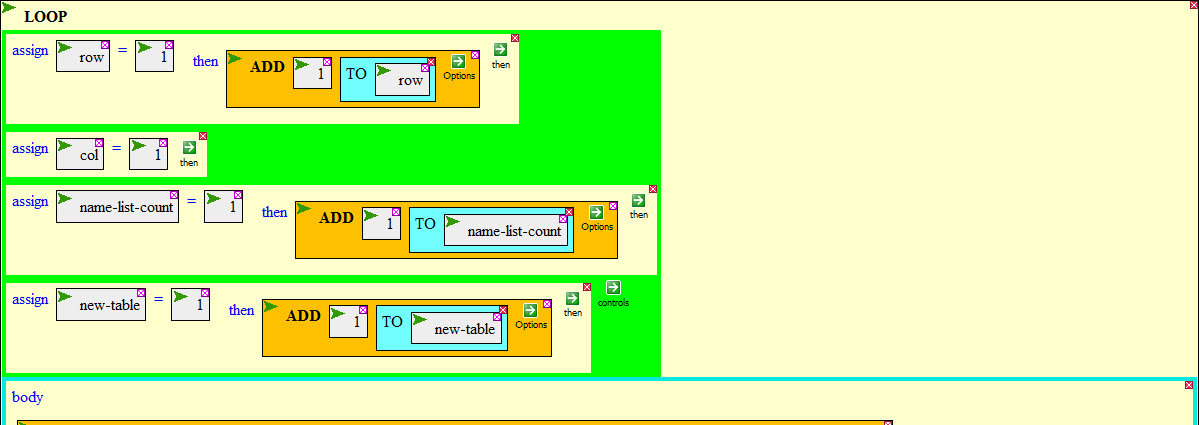 LOOP
assign row = 1 then ADD 1 TO row Options then
assign col = 1 then
assign name-list-count = 1 then ADD 1 TO name-list-count Options then
assign new-table = 1 then ADD 1 TO new-table Options then controls
body